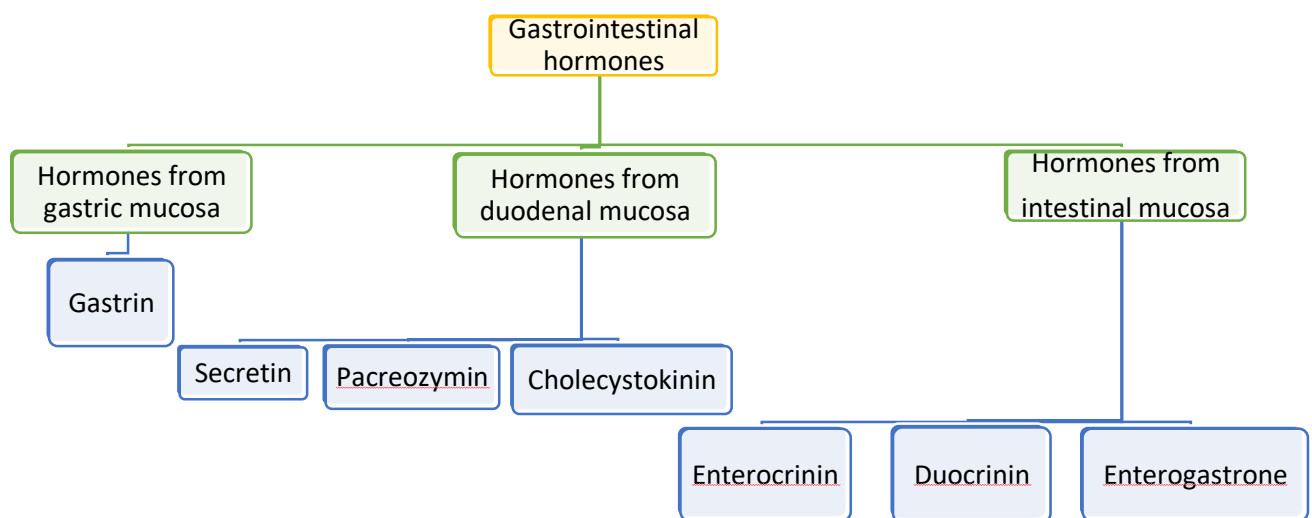 Gastrointestinal
hormones
Hormones from
gastric mucosa
Hormones from
duodenal mucosa
Hormones from
intestinal mucosa
Gastrin
Secretin
Pacreozymin
Cholecystokinin
Enterocrinin
Duocrinin
Enterogastrone